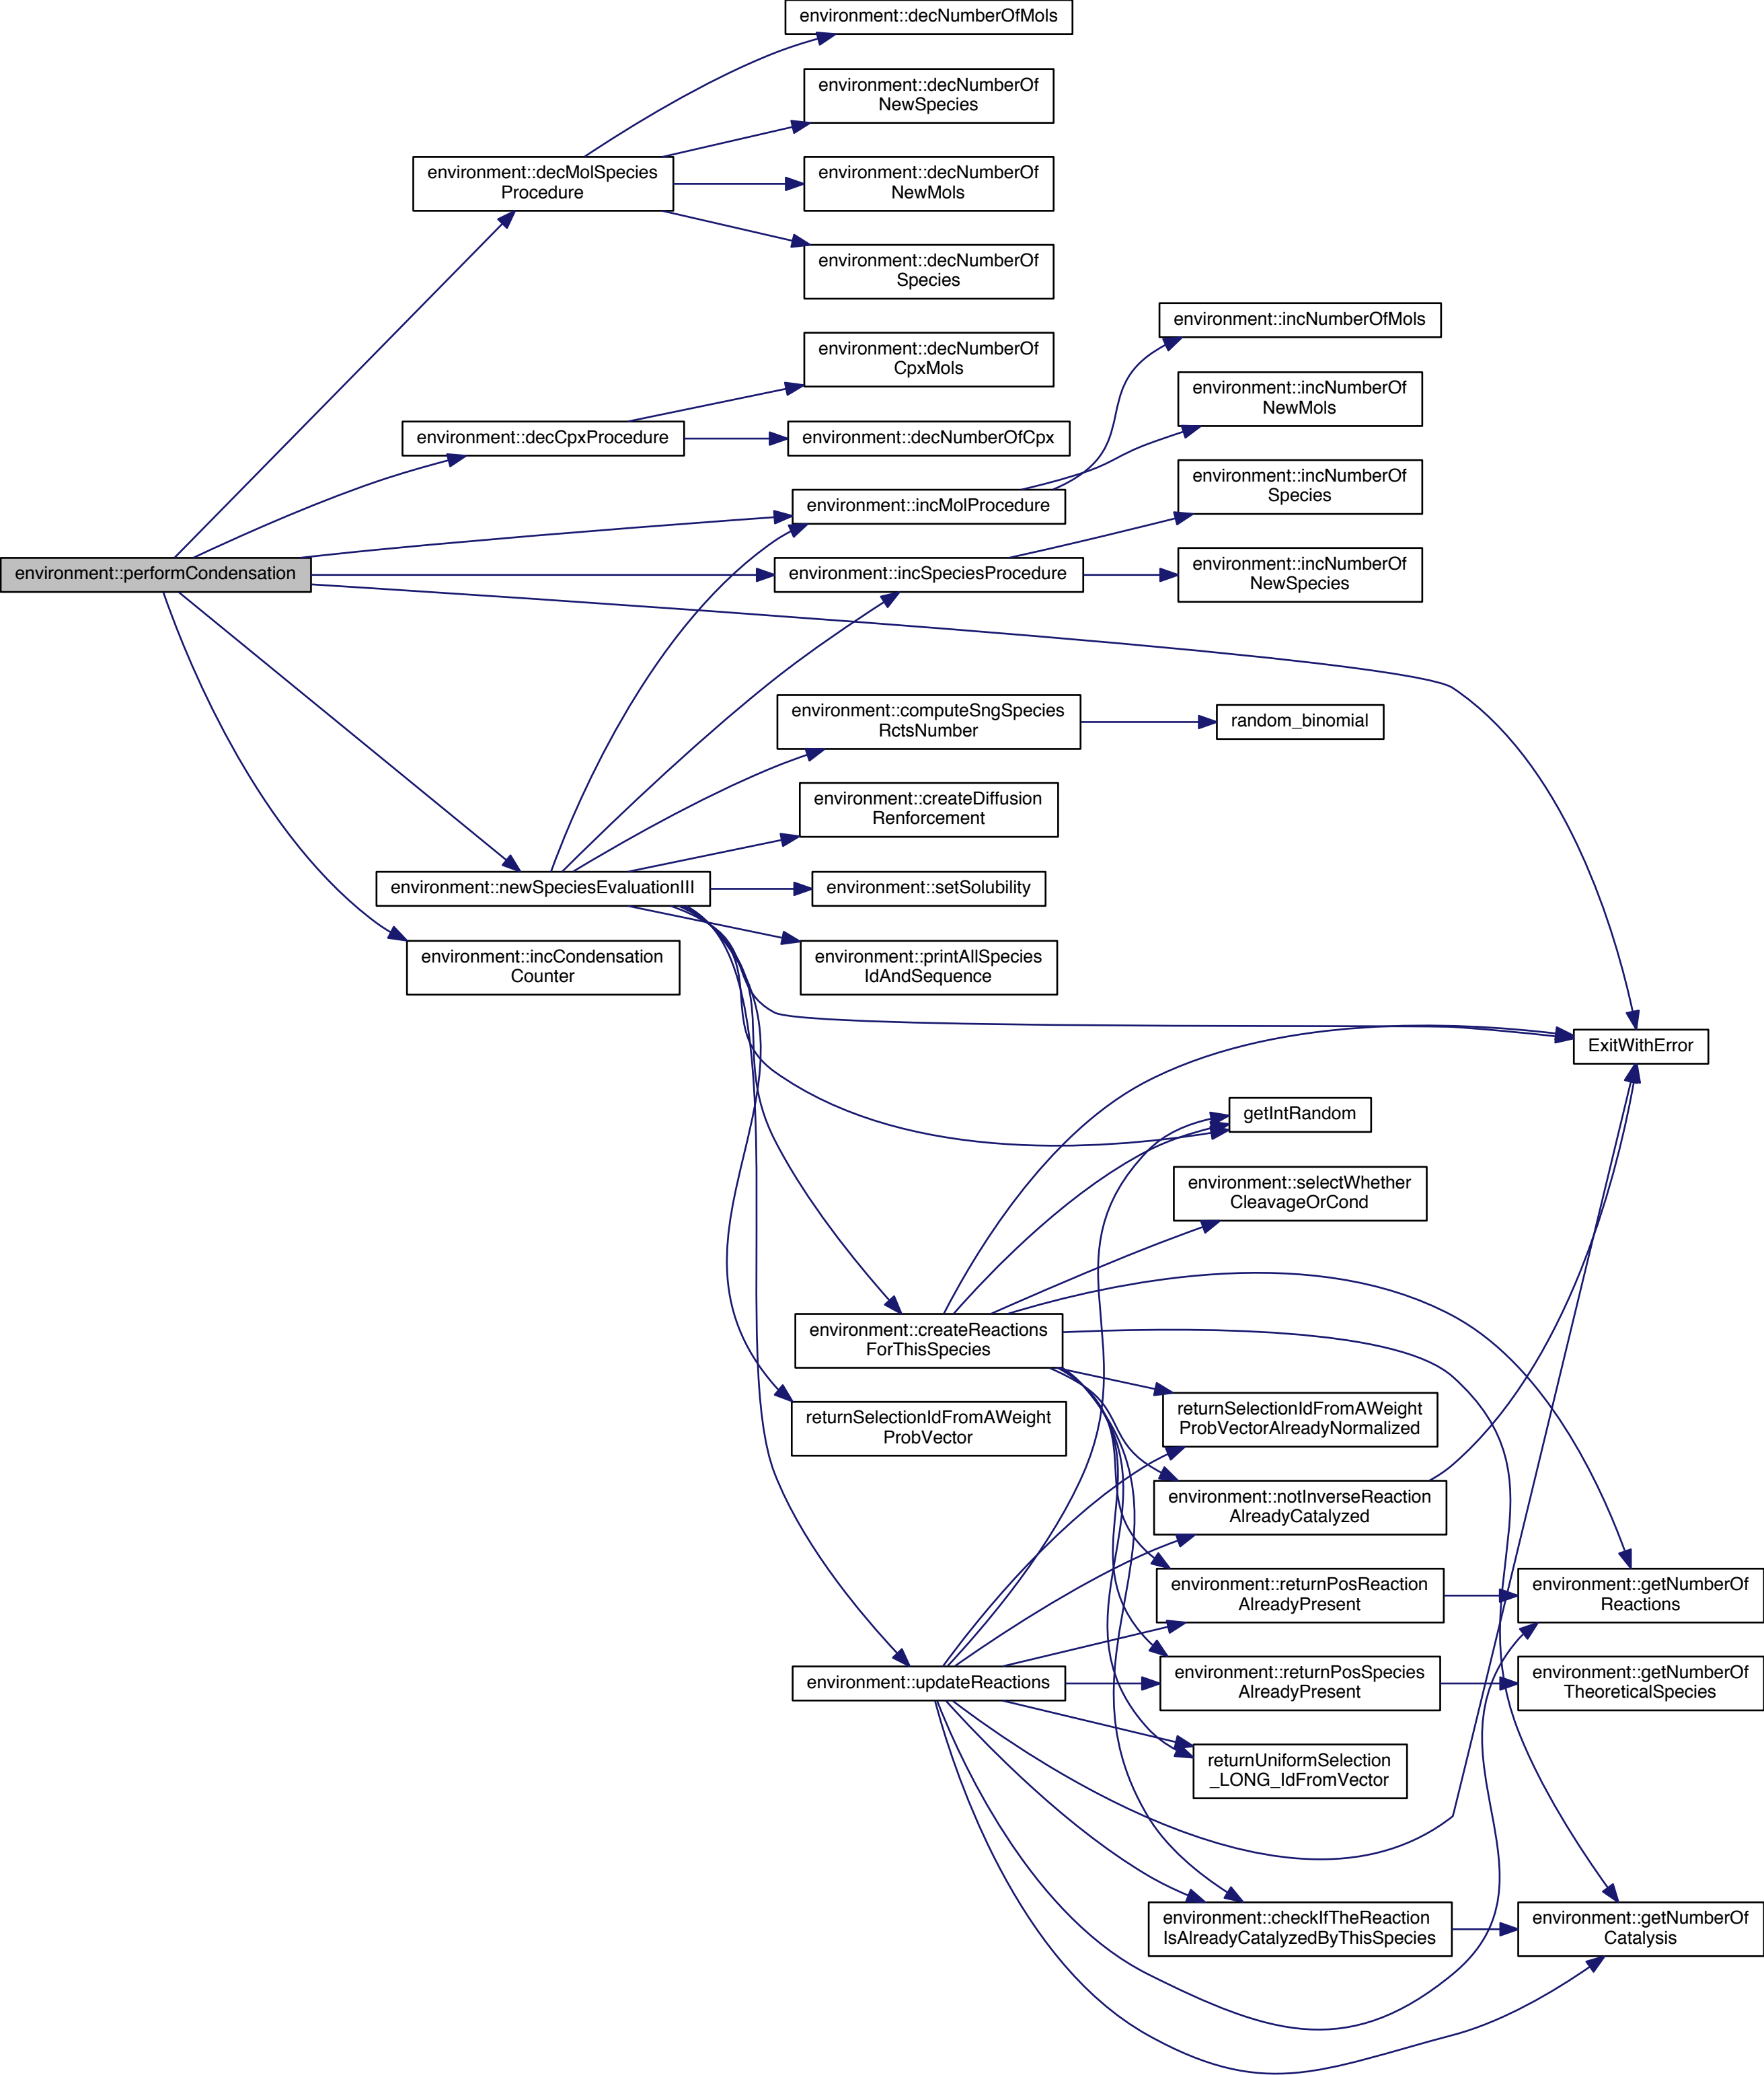 environment::decNumberOfMols
environment::decNumberOf
NewSpecies
environment::decMolSpecies
Procedure
environment::decNumberOf
NewMols
environment::decNumberOf
Species
environment::incNumberOfMols
environment::decNumberOf
CpxMols
environment::incNumberOf
NewMols
environment::decCpxProcedure
environment::decNumberOfCpx
environment::incNumberOf
Species
environment::incMolProcedure
environment::performCondensation
environment::incSpeciesProcedure
environment::incNumberOf
NewSpecies
environment::computeSngSpecies
RctsNumber
random_binomial
environment::createDiffusion
Renforcement
environment::newSpeciesEvaluationIII
environment::setSolubility
environment::incCondensation
Counter
environment::printAllSpecies
IdAndSequence
ExitWithError
getIntRandom
environment::selectWhether
CleavageOrCond
environment::createReactions
ForThisSpecies
returnSelectionIdFromAWeight
ProbVector
returnSelectionIdFromAWeight
ProbVectorAlreadyNormalized
environment::notInverseReaction
AlreadyCatalyzed
environment::returnPosReaction
AlreadyPresent
environment::getNumberOf
Reactions
environment::updateReactions
environment::returnPosSpecies
AlreadyPresent
environment::getNumberOf
TheoreticalSpecies
returnUniformSelection
_LONG_IdFromVector
environment::checkIfTheReaction
IsAlreadyCatalyzedByThisSpecies
environment::getNumberOf
Catalysis